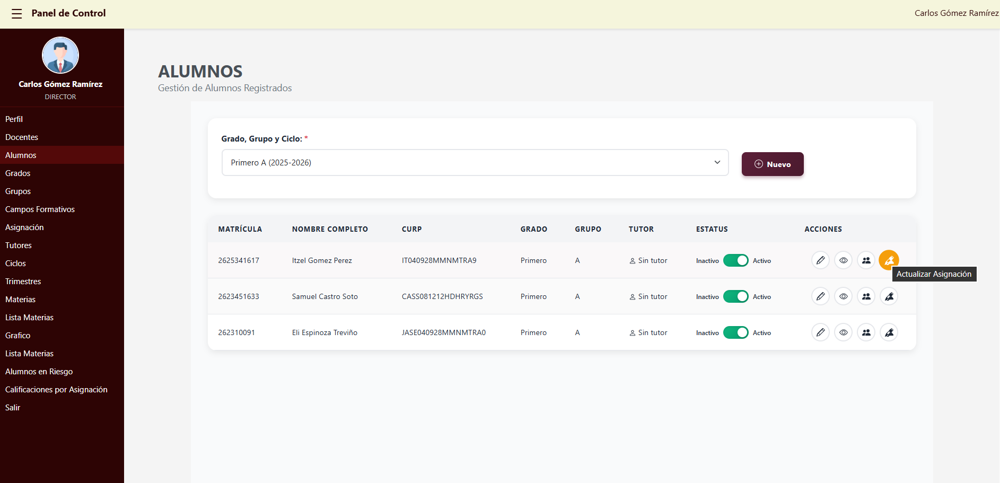 Panel de Control
Carlos Gómez Ramírez
Carlos Gómez Ramírez
DIRECTOR
Perfil
Docentes
Alumnos
Grados
Grupos
Campos Formativos
Asignación
Tutores
Ciclos
Trimestres
Materias
Lista Materias
Grafico
Lista Materias
Alumnos en Riesgo
Calificaciones por Asignación
Salir
ALUMNOS
Gestión de Alumnos Registrados
Grado, Grupo y Ciclo: *
Primero A (2025-2026)
Nuevo
MATRÍCULA NOMBRE COMPLETO CURP GRADO GRUPO TUTOR ESTATUS ACCIONES
2625341617 Itzel Gomez Perez IT040928MMNMTRA9 Primero A Sin tutor Inactivo Activo
Actualizar Asignación
2623451633 Samuel Castro Soto CASS081212HDHRYRGS Primero A Sin tutor Inactivo Activo
262310091 Eli Espinoza Treviño JASE040928MMNMTRA0 Primero A Sin tutor Inactivo Activo